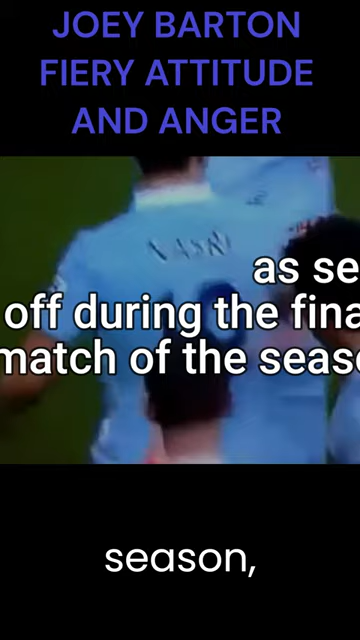 JOEY BARTON
FIERY ATTITUDE
AND ANGER
NASRI
as se
off during the fina
match of the seaso
season,